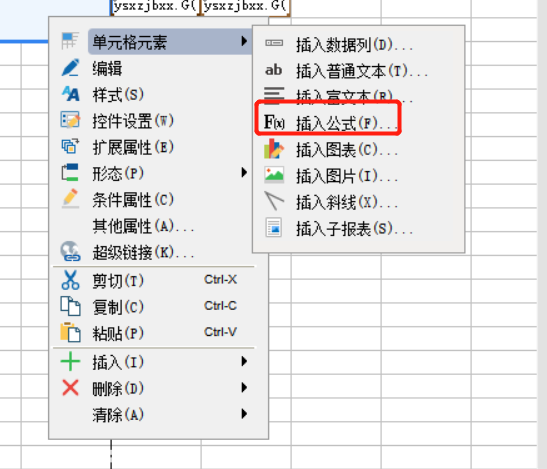 ysxzjbxx.G( ysxzjbxx.G(
单元格元素
编辑
样式(S)
控件设置(W)
扩展属性(E)
形态(P)
条件属性(C)
其他属性(A)...
超级链接(K)...
剪切(T) Ctrl-X
复制(C) Ctrl-C
粘贴(P) Ctrl-V
插入(I)
删除(D)
清除(A)
插入数据列(D)...
ab 插入普通文本(T)...
插入富文本(R)...
F(x) 插入公式(F)...
插入图表(C)...
插入图片(I)...
插入斜线(X)...
插入子报表(S)...